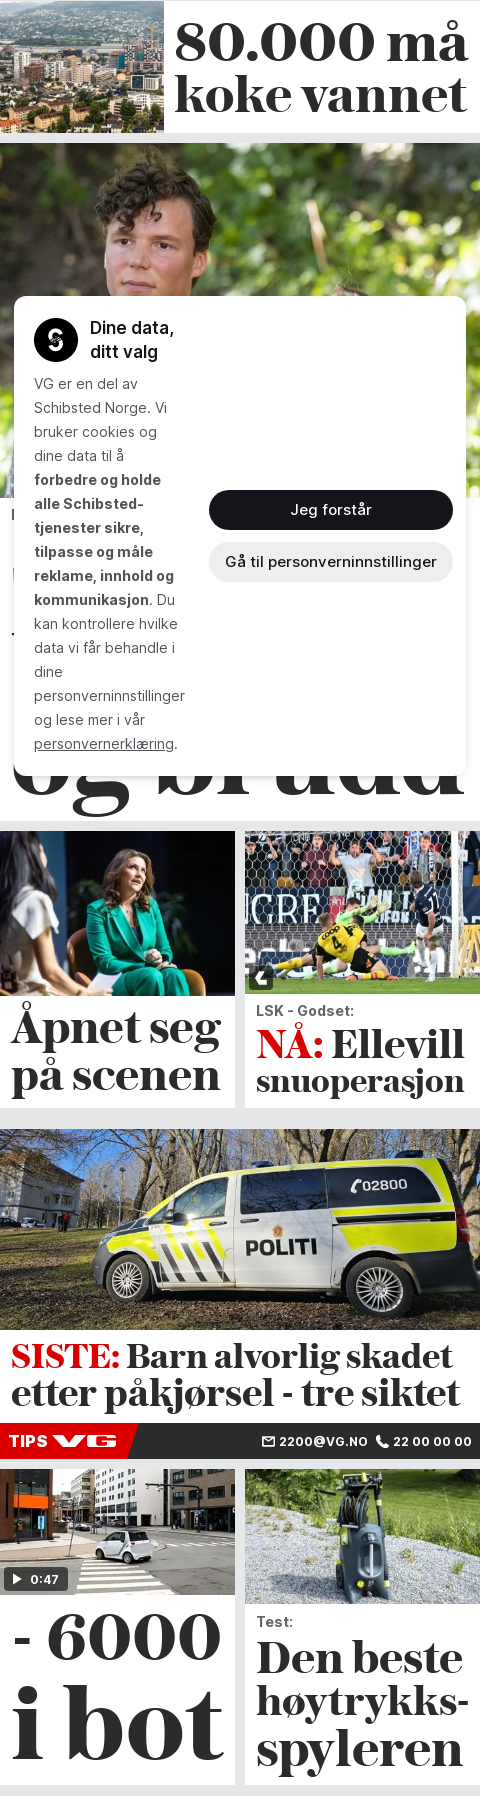 80.000 må
koke vannet
Dine data,
ditt valg
VG er en del av
Schibsted Norge. Vi
bruker cookies og
dine data til å
forbedre og holde
alle Schibsted-
tjenester sikre,
tilpasse og måle
reklame, innhold og
kommunikasjon. Du
kan kontrollere hvilke
data vi får behandle i
dine
personverninnstillinger
og lese mer i vår
personvernerklæring.
Jeg forstår
Gå til personverninnstillinger
og brudd
Åpnet seg
på scenen
LSK - Godset:
NÅ: Ellevill
snuoperasjon
02800
POLITI
SISTE: Barn alvorlig skadet
etter påkjørsel - tre siktet
TIPS VG
2200@VG.NO 22 00 00 00
0:47
- 6000
i bot
Test:
Den beste
høytrykks-
spyleren